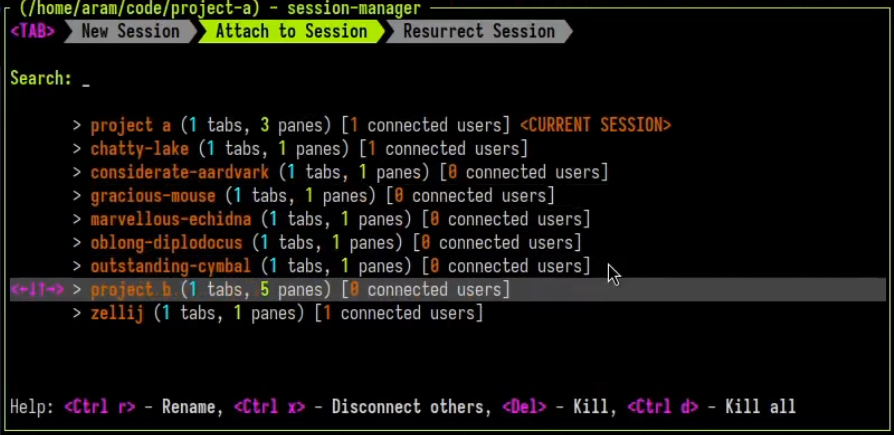 (/home/aram/code/project-a) - session-manager
<TAB> New Session Attach to Session Resurrect Session
Search: _
> project a (1 tabs, 3 panes) [1 connected users] <CURRENT SESSION>
> chatty-lake (1 tabs, 1 panes) [1 connected users]
> considerate-aardvark (1 tabs, 1 panes) [0 connected users]
> gracious-mouse (1 tabs, 1 panes) [0 connected users]
> marvellous-echidna (1 tabs, 1 panes) [0 connected users]
> oblong-diplodocus (1 tabs, 1 panes) [0 connected users]
> outstanding-cymbal (1 tabs, 1 panes) [0 connected users]
<←↓↑→> > project b (1 tabs, 5 panes) [0 connected users]
> zellij (1 tabs, 1 panes) [1 connected users]
Help: <Ctrl r> - Rename, <Ctrl x> - Disconnect others, <Del> - Kill, <Ctrl d> - Kill all